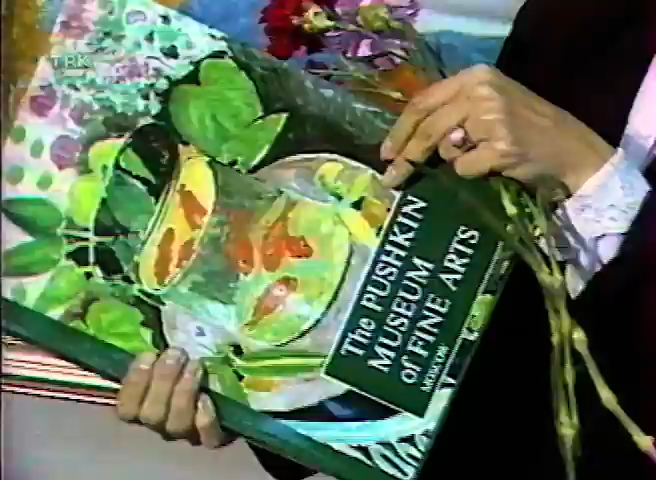 TRK
The PUSHKIN
MUSEUM
of FINE ARTS
MOSCOW